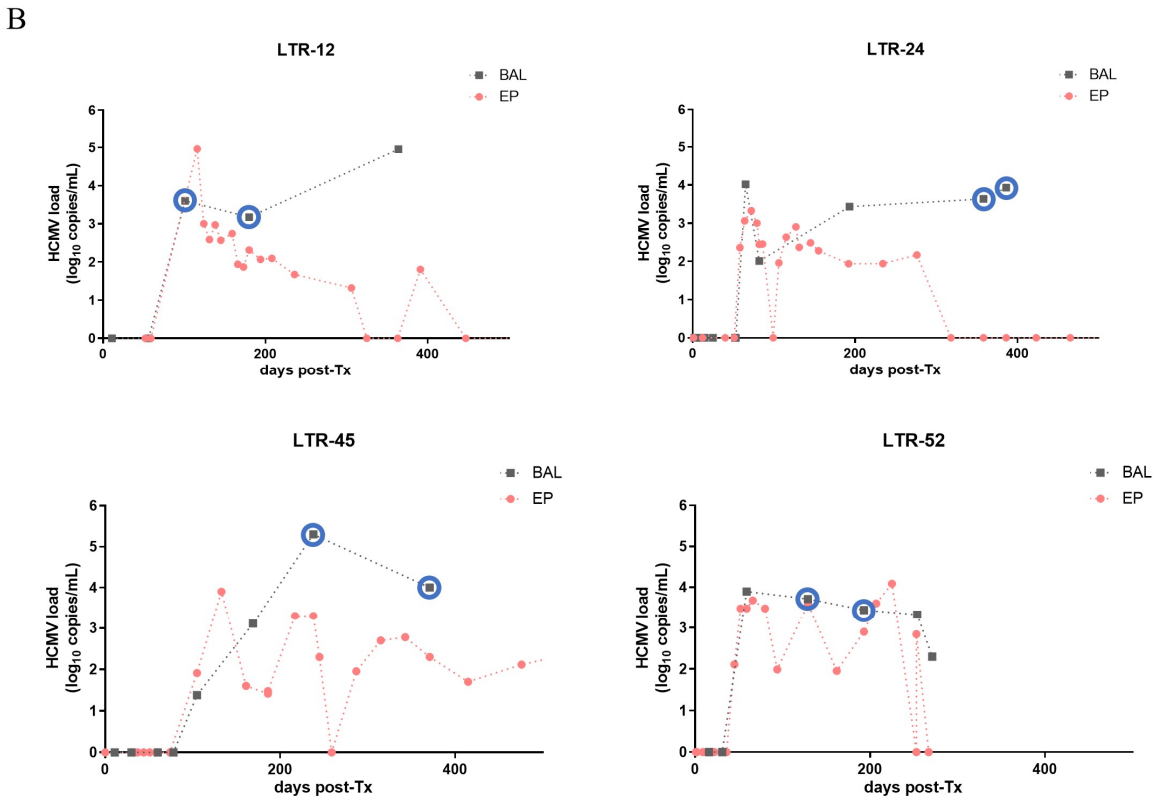 B
LTR-12
BAL
EP
HCMV load
(log10 copies/mL)
6
5
4
3
2
1
0
0 200 400
days post-Tx
LTR-24
BAL
EP
HCMV load
(log10 copies/mL)
6
5
4
3
2
1
0
0 200 400
days post-Tx
LTR-45
BAL
EP
HCMV load
(log10 copies/mL)
6
5
4
3
2
1
0
0 200 400
days post-Tx
LTR-52
BAL
EP
HCMV load
(log10 copies/mL)
6
5
4
3
2
1
0
0 200 400
days post-Tx